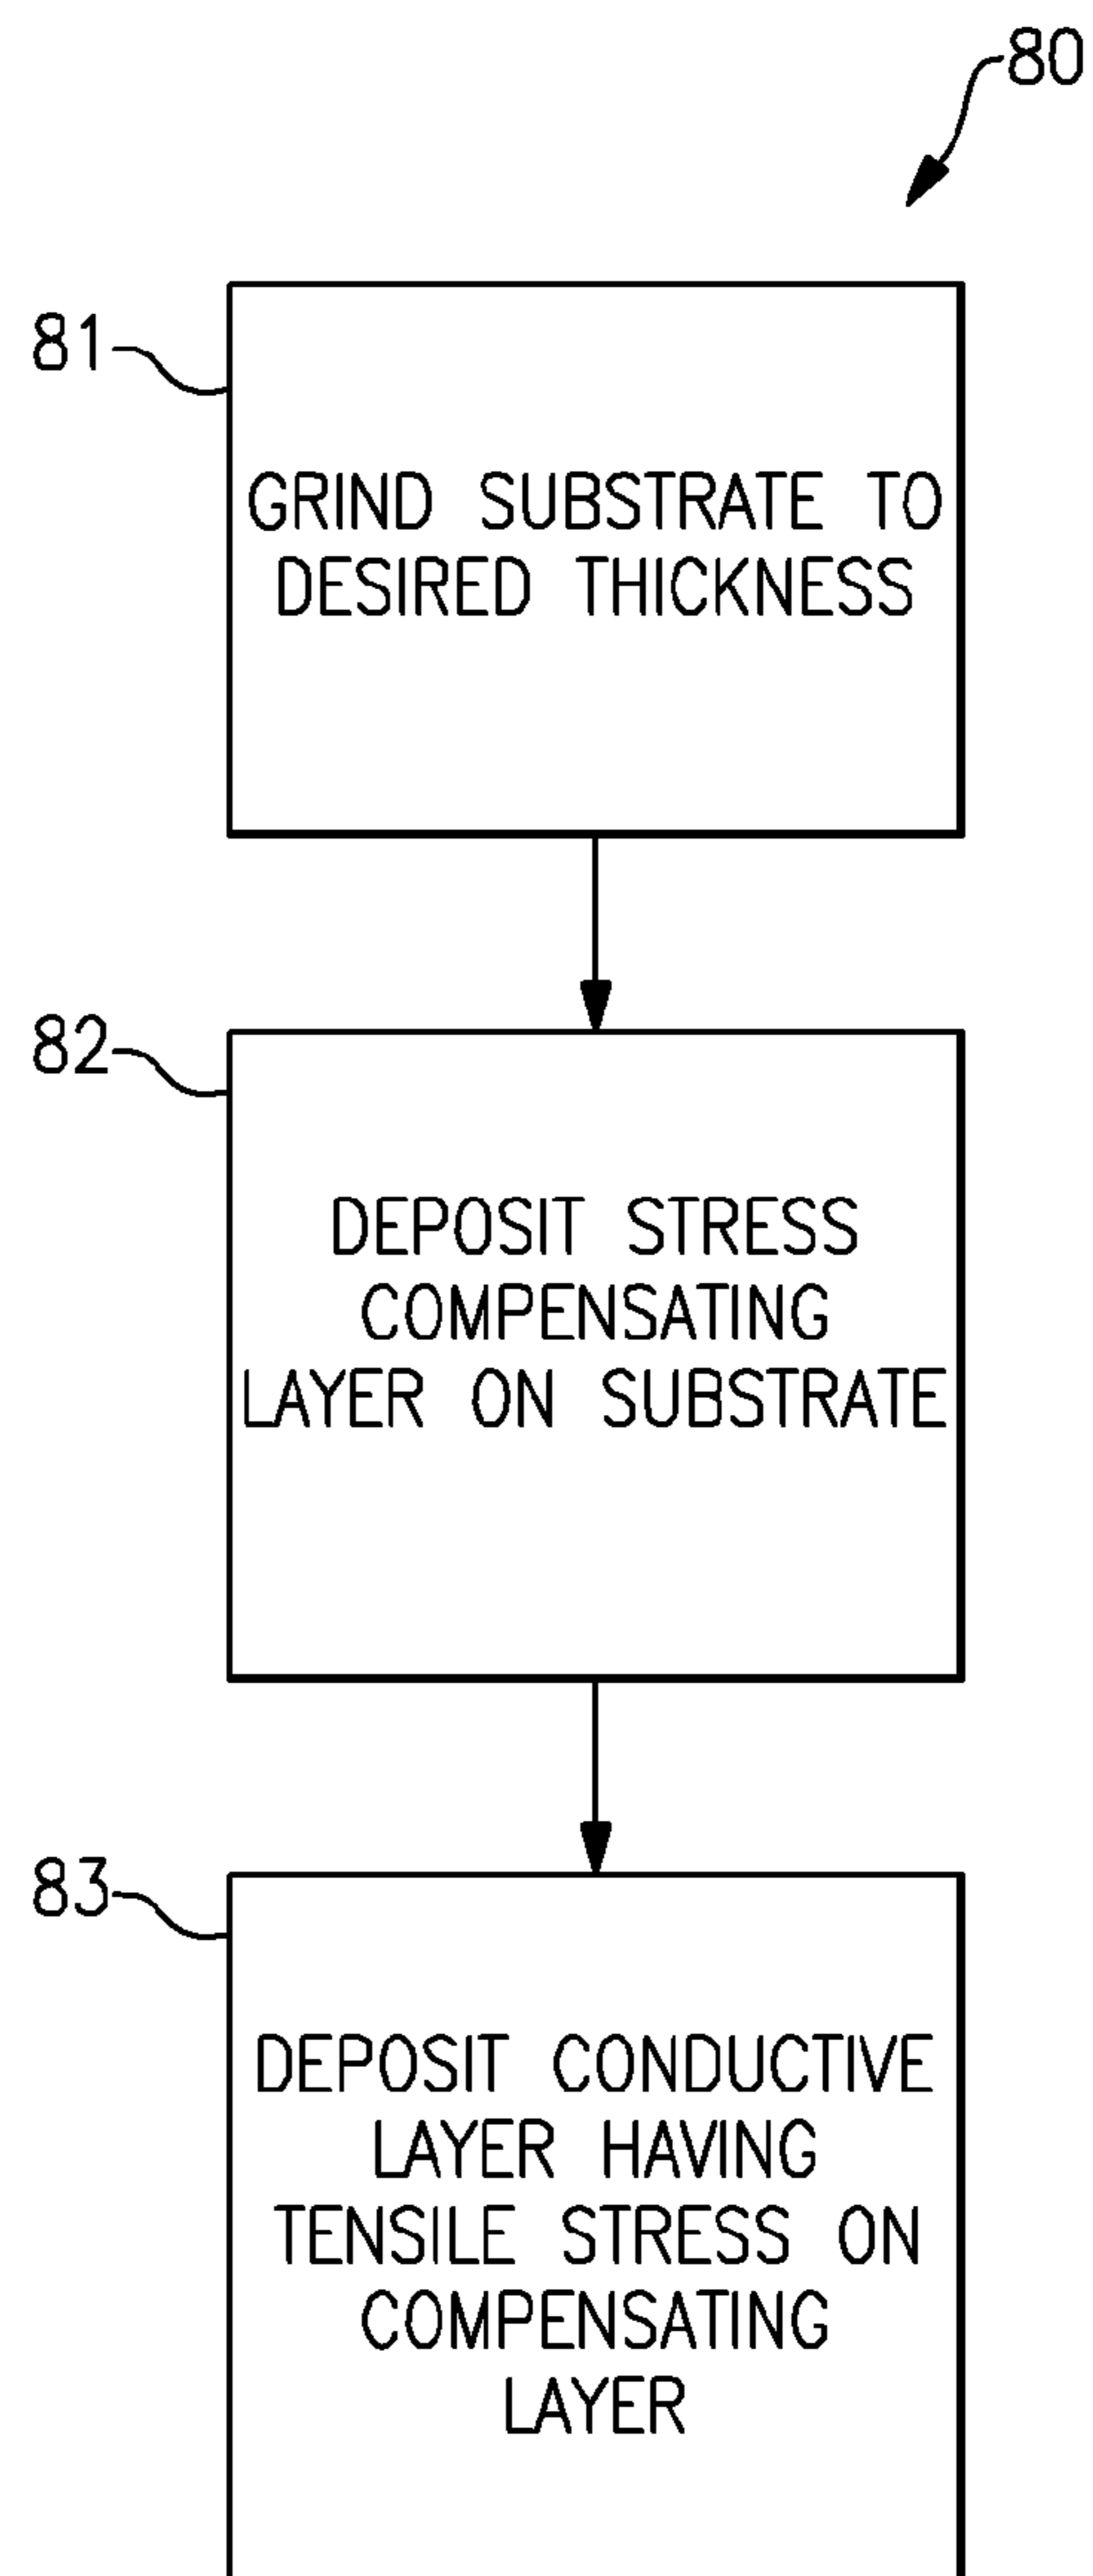 80
81
GRIND SUBSTRATE TO
DESIRED THICKNESS
82
DEPOSIT STRESS
COMPENSATING
LAYER ON SUBSTRATE
83
DEPOSIT CONDUCTIVE
LAYER HAVING
TENSILE STRESS ON
COMPENSATING
LAYER